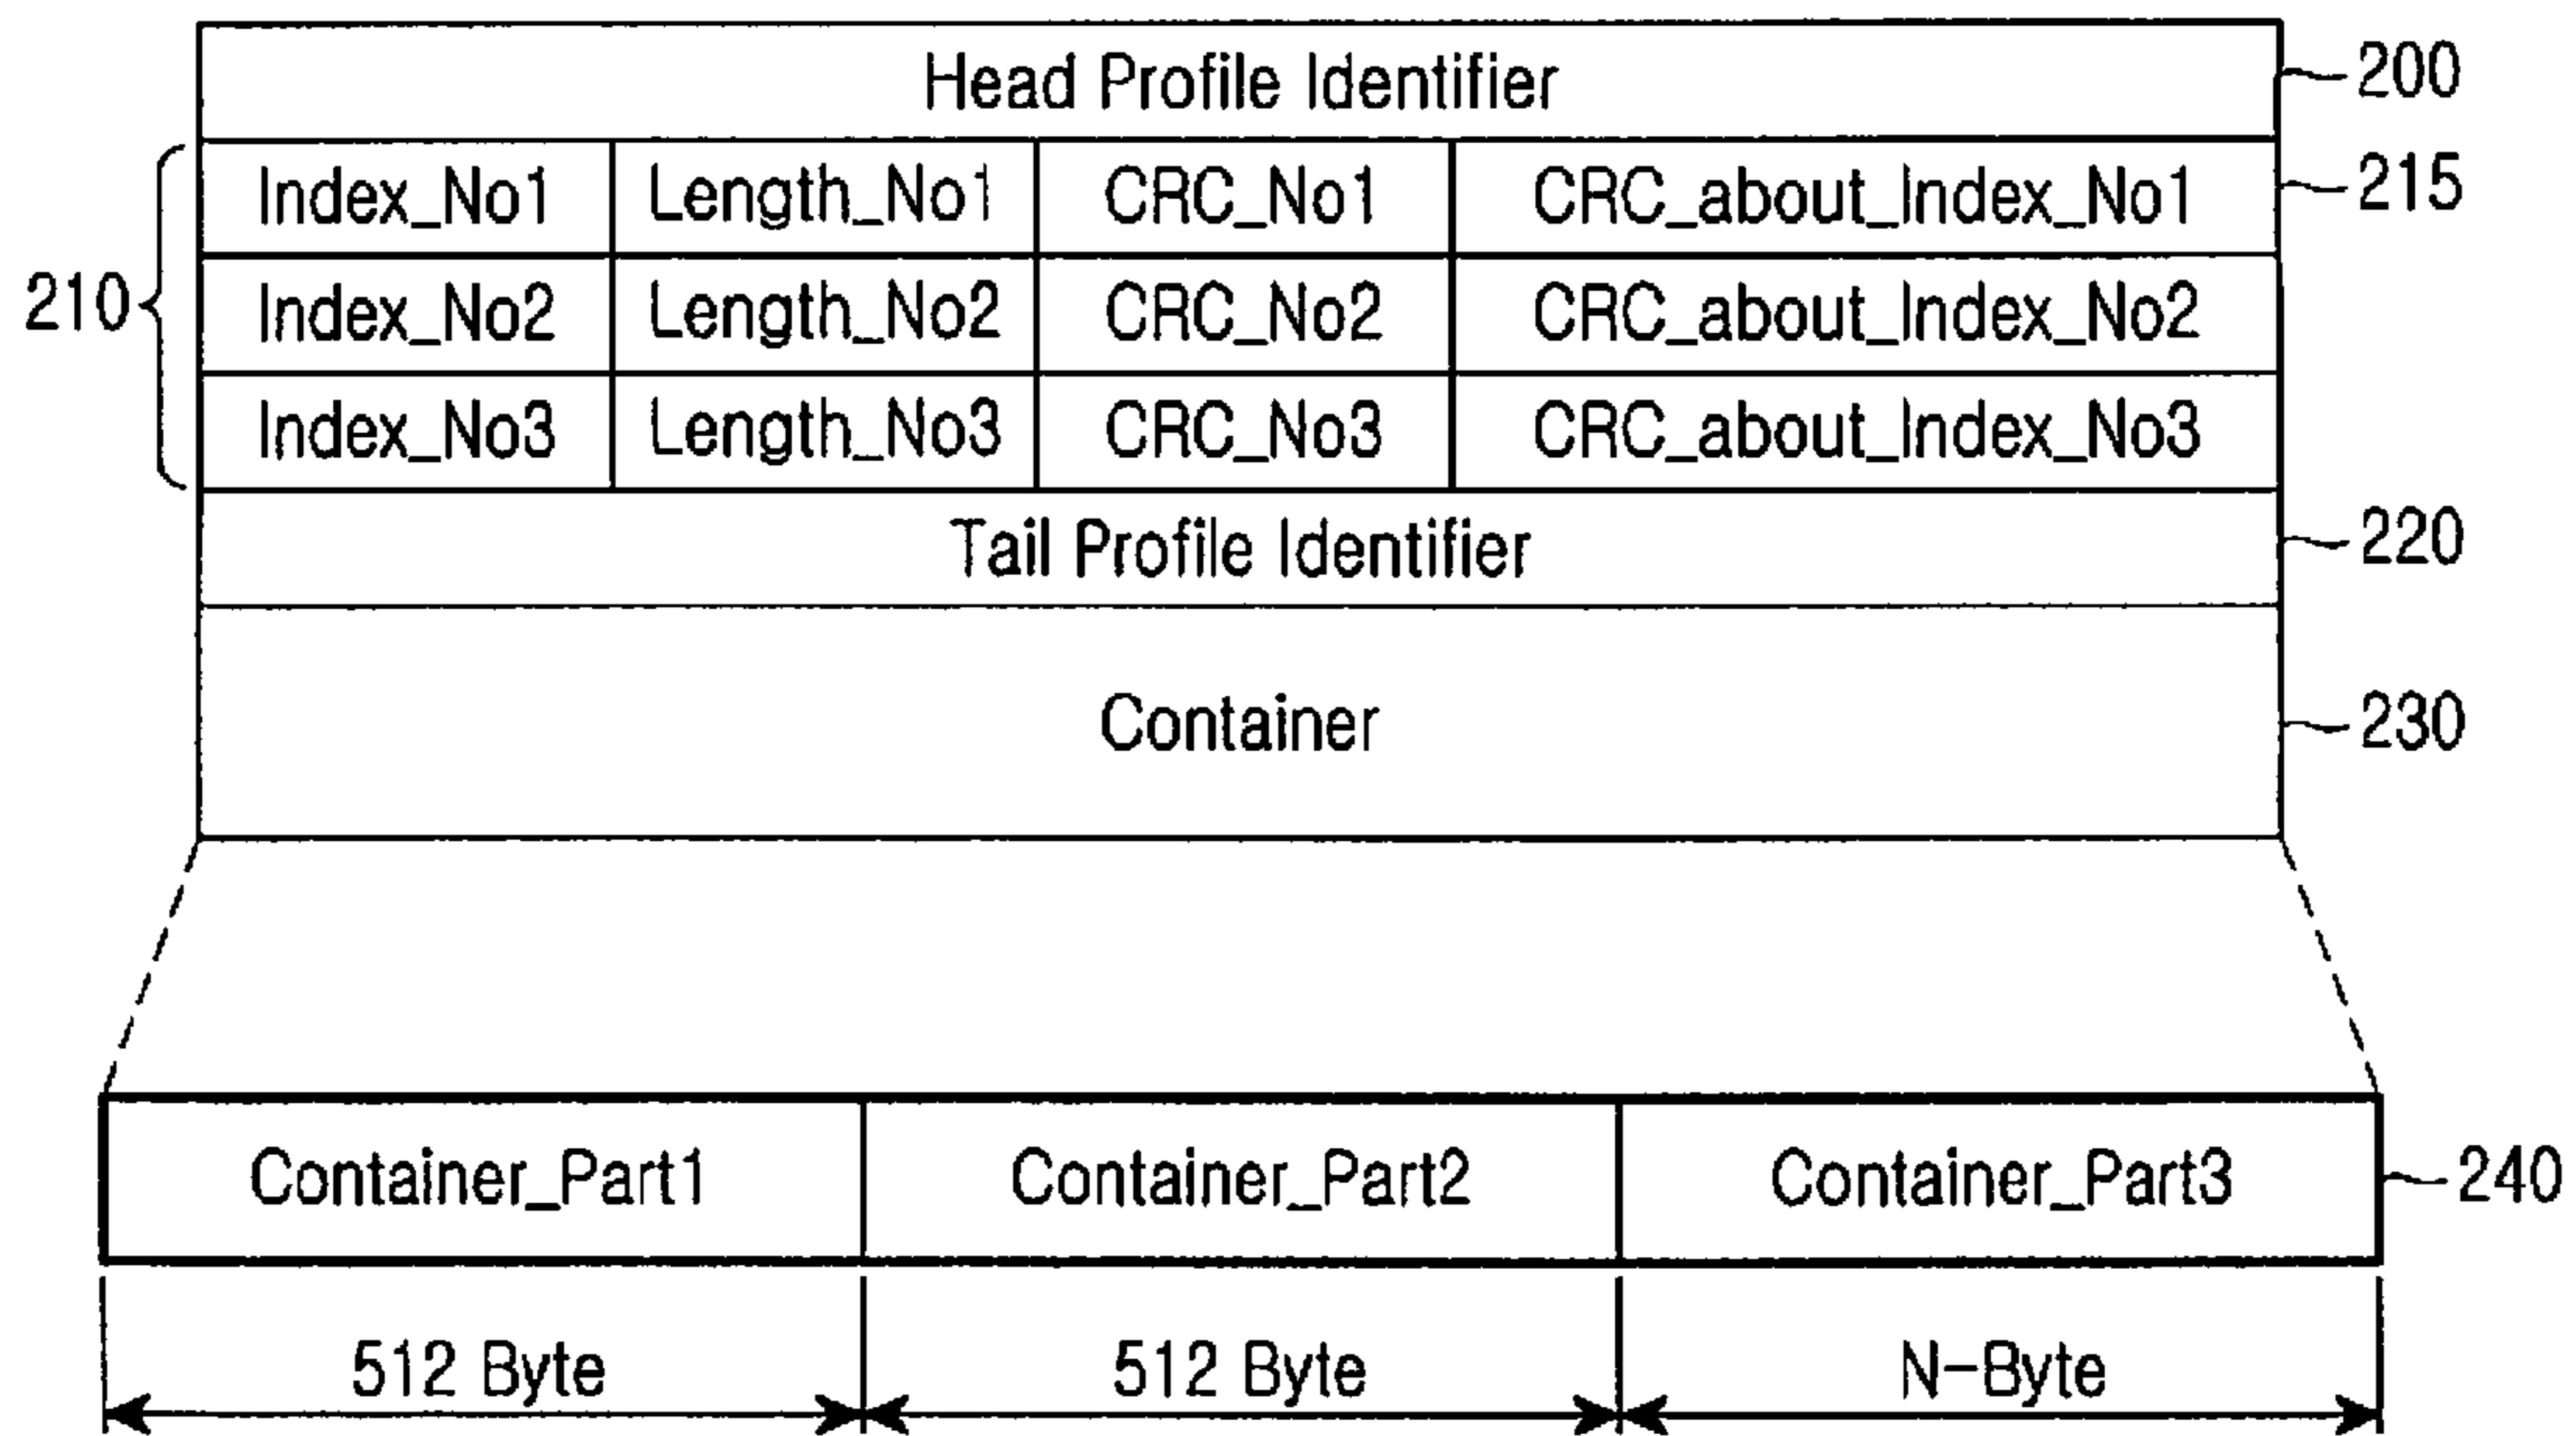 Head Profile Identifier 200
Index_No1 Length_No1 CRC_No1 CRC_about_Index_No1 215
210 Index_No2 Length_No2 CRC_No2 CRC_about_Index_No2
Index_No3 Length_No3 CRC_No3 CRC_about_Index_No3
Tail Profile Identifier 220
Container 230
Container_Part1 Container_Part2 Container_Part3 240
512 Byte 512 Byte N-Byte